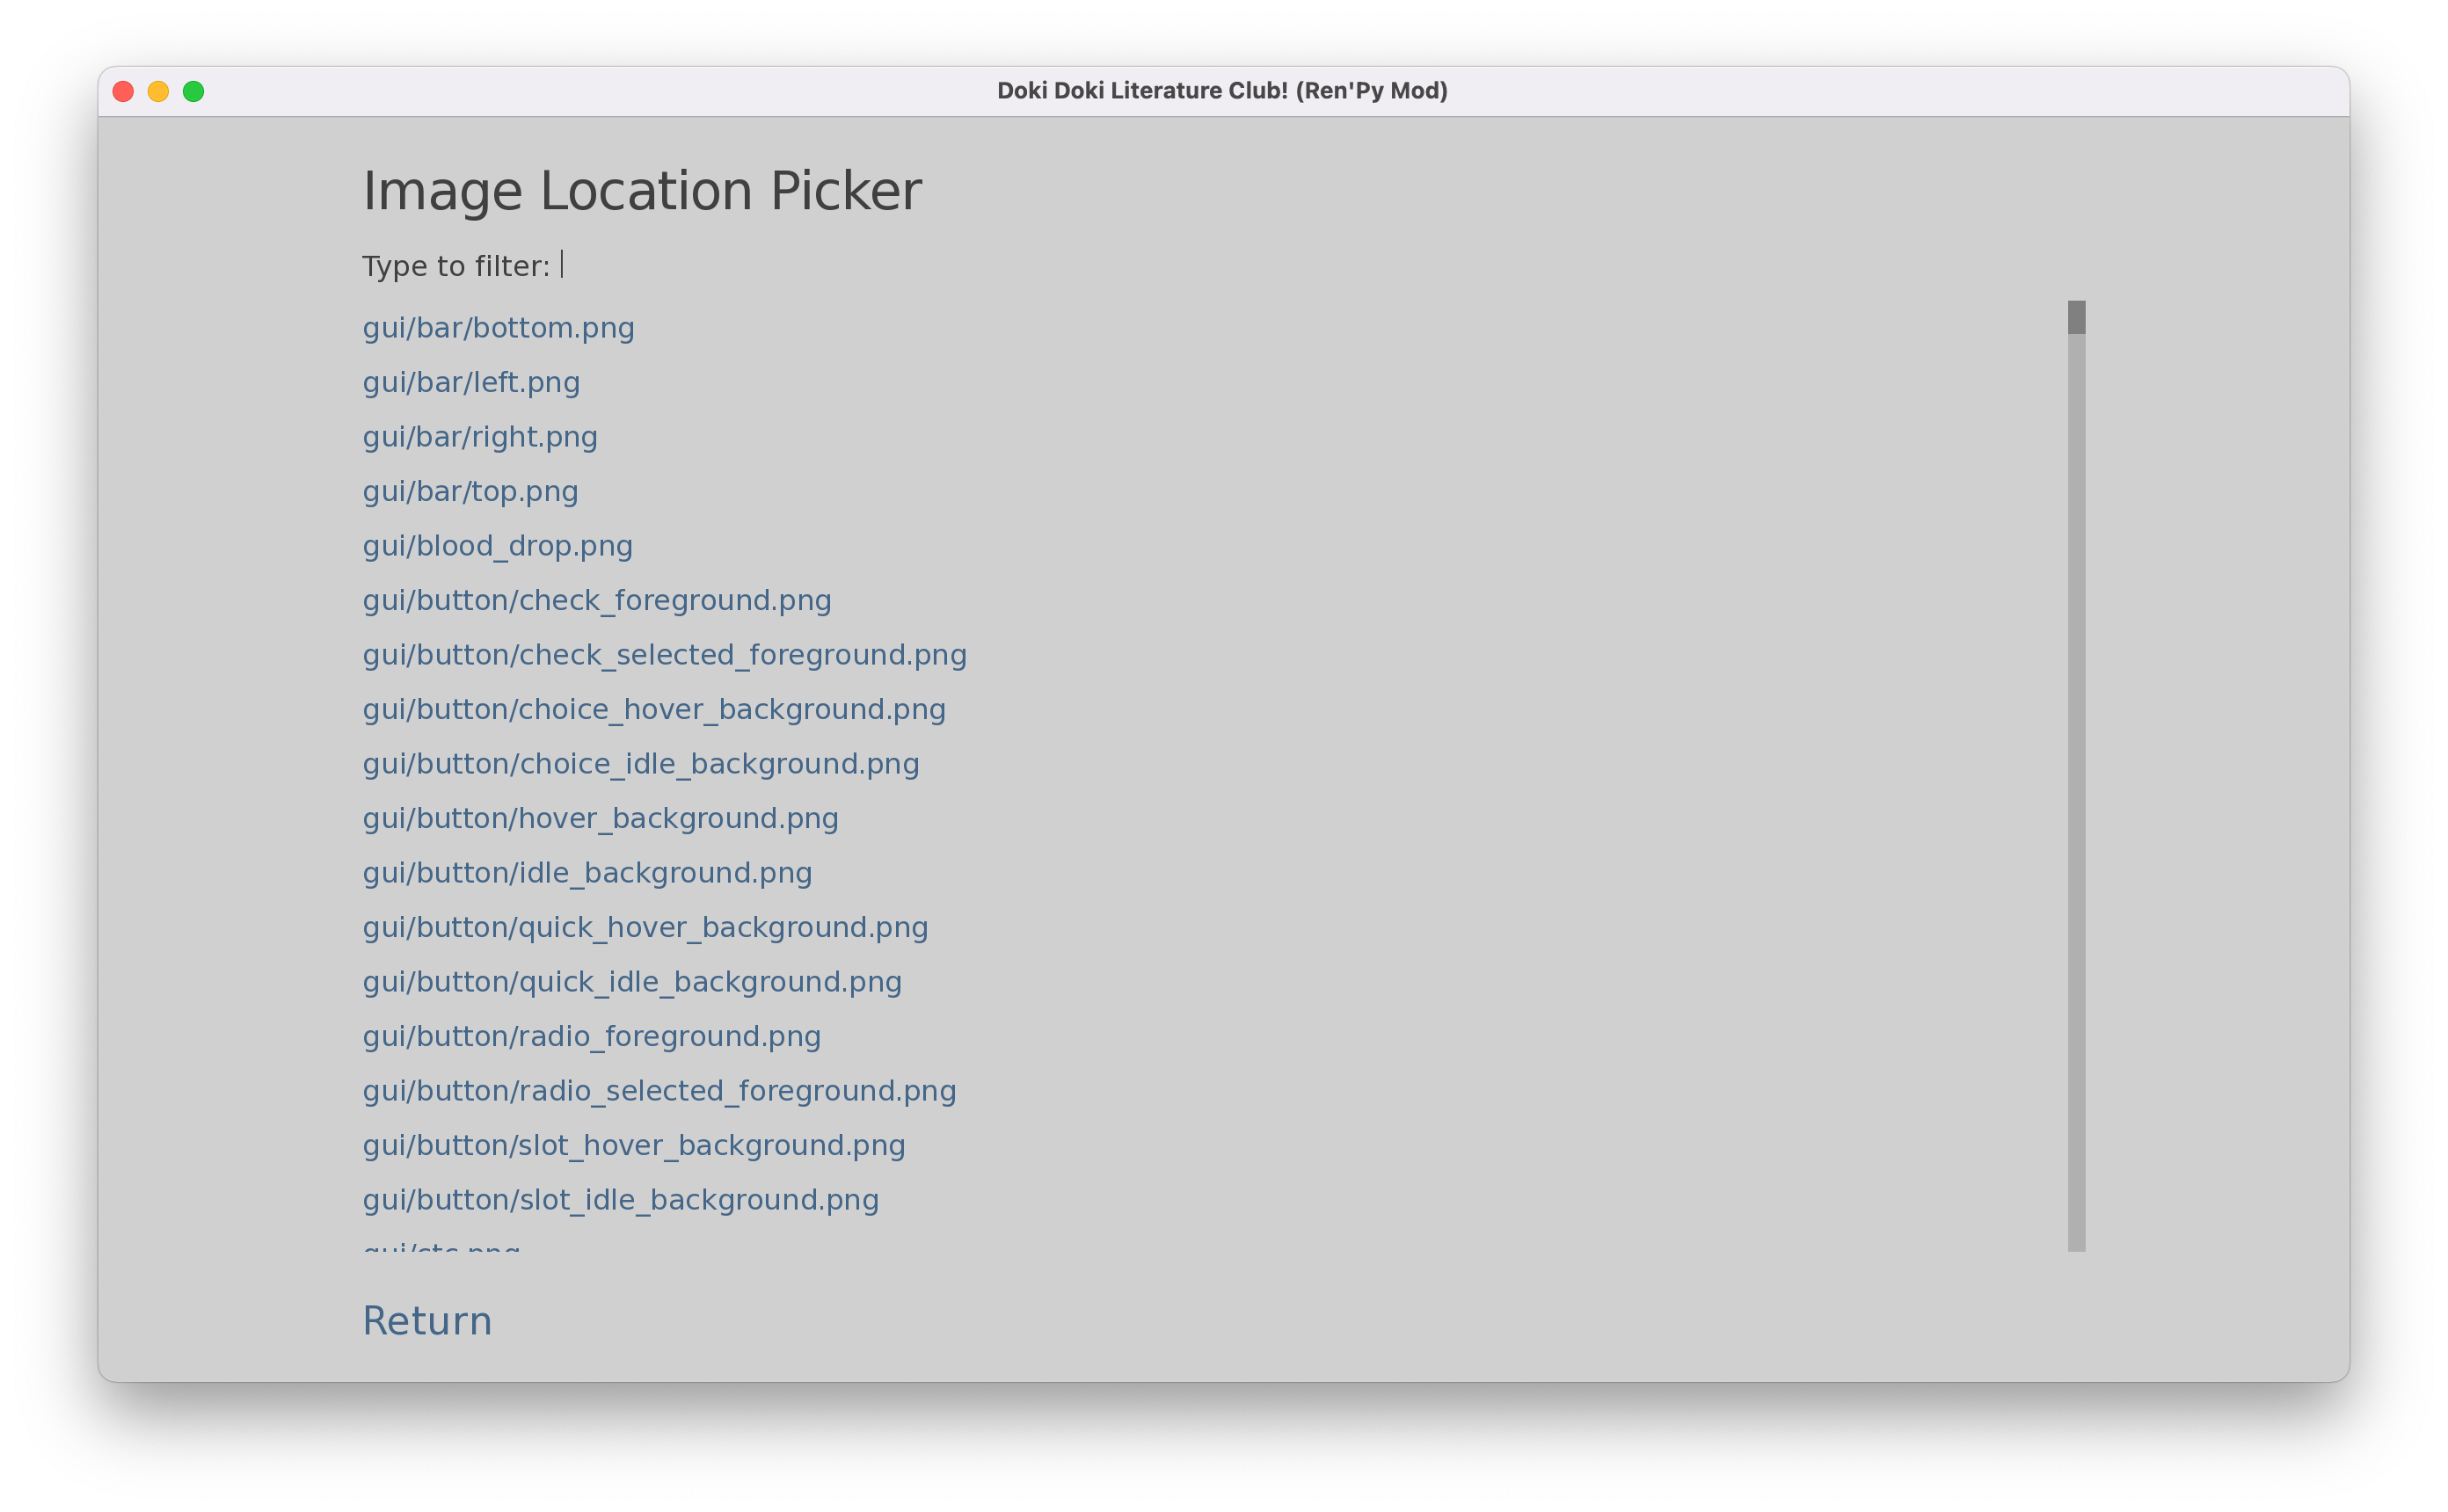 Doki Doki Literature Club! (Ren'Py Mod)
Image Location Picker
Type to filter:
gui/bar/bottom.png
gui/bar/left.png
gui/bar/right.png
gui/bar/top.png
gui/blood_drop.png
gui/button/check_foreground.png
gui/button/check_selected_foreground.png
gui/button/choice_hover_background.png
gui/button/choice_idle_background.png
gui/button/hover_background.png
gui/button/idle_background.png
gui/button/quick_hover_background.png
gui/button/quick_idle_background.png
gui/button/radio_foreground.png
gui/button/radio_selected_foreground.png
gui/button/slot_hover_background.png
gui/button/slot_idle_background.png
gui/ctc.png
Return